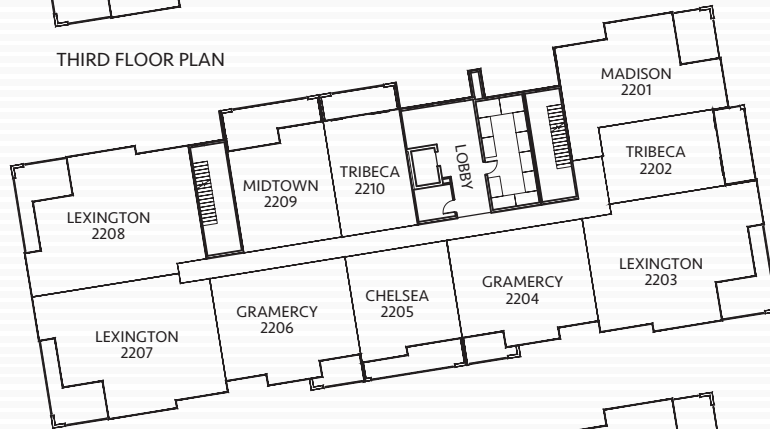 THIRD FLOOR PLAN
MADISON
2201
TRIBECA
2202
LEXINGTON
2203
GRAMERCY
2204
CHELSEA
2205
GRAMERCY
2206
LEXINGTON
2207
LEXINGTON
2208
MIDTOWN
2209
TRIBECA
2210
LOBBY